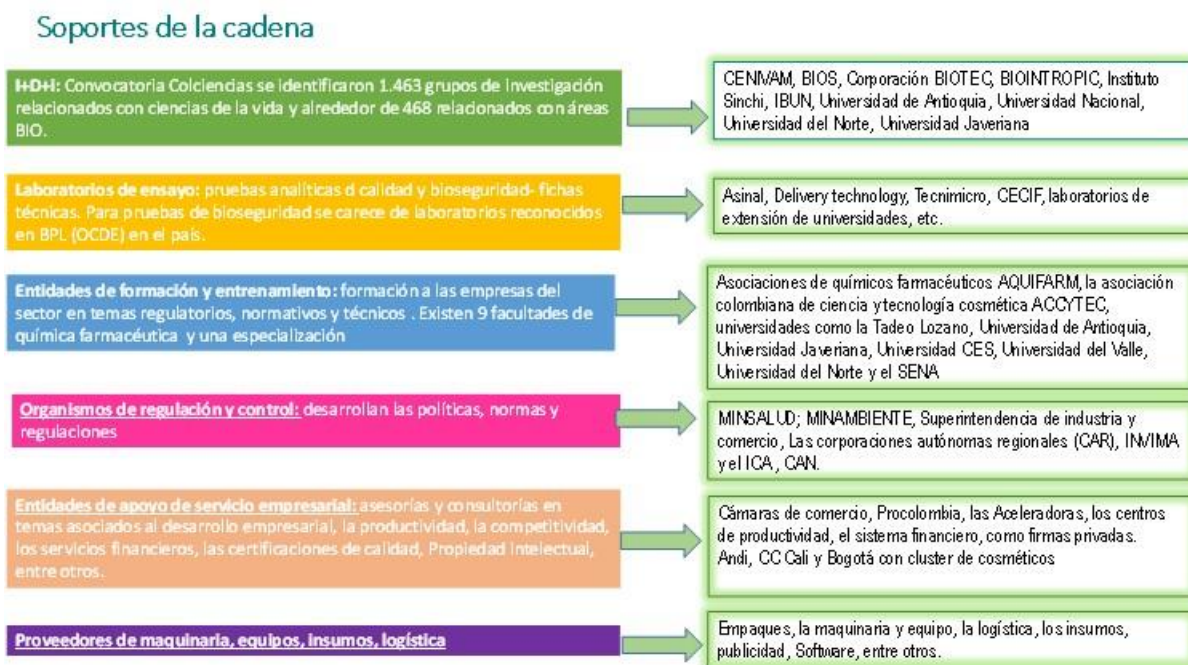 Soportes de la cadena
I+D+i: Convocatoria Colciencias se identificaron 1.463 grupos de investigación
relacionados con ciencias de la vida y alrededor de 468 relacionados con áreas
BIO.
CENIVAM, BIOS, Corporación BIOTEC, BIOINTROPIC, Instituto
Sinchi, IBUN, Universidad de Antioquia, Universidad Nacional,
Universidad del Norte, Universidad Javeriana
Laboratorios de ensayo: pruebas analíticas d calidad y bioseguridad- fichas
técnicas. Para pruebas de bioseguridad se carece de laboratorios reconocidos
en BPL (OCDE) en el país.
Asinal, Delivery technology, Tecnimicro, CECIF, laboratorios de
extensión de universidades, etc.
Entidades de formación y entrenamiento: formación a las empresas del
sector en temas regulatorios, normativos y técnicos . Existen 9 facultades de
química farmacéutica y una especialización
Asociaciones de químicos farmacéuticos AQUIFARM, la asociación
colombiana de ciencia y tecnología cosmética ACCYTEC,
universidades como la Tadeo Lozano, Universidad de Antioquia,
Universidad Javeriana, Universidad CES, Universidad del Valle,
Universidad del Norte y el SENA
Organismos de regulación y control: desarrollan las políticas, normas y
regulaciones
MINSALUD; MINAMBIENTE, Superintendencia de industria y
comercio, Las corporaciones autónomas regionales (CAR), INVIMA
y el ICA , CAN.
Entidades de apoyo de servicio empresarial: asesorías y consultorías en
temas asociados al desarrollo empresarial, la productividad, la competitividad,
los servicios financieros, las certificaciones de calidad, Propiedad Intelectual,
entre otros.
Cámaras de comercio, Procolombia, las Aceleradoras, los centros
de productividad, el sistema financiero, como firmas privadas.
Andi, CC Cali y Bogotá con cluster de cosméticos
Proveedores de maquinaria, equipos, insumos, logística
Empaques, la maquinaria y equipo, la logística, los insumos,
publicidad, Software, entre otros.